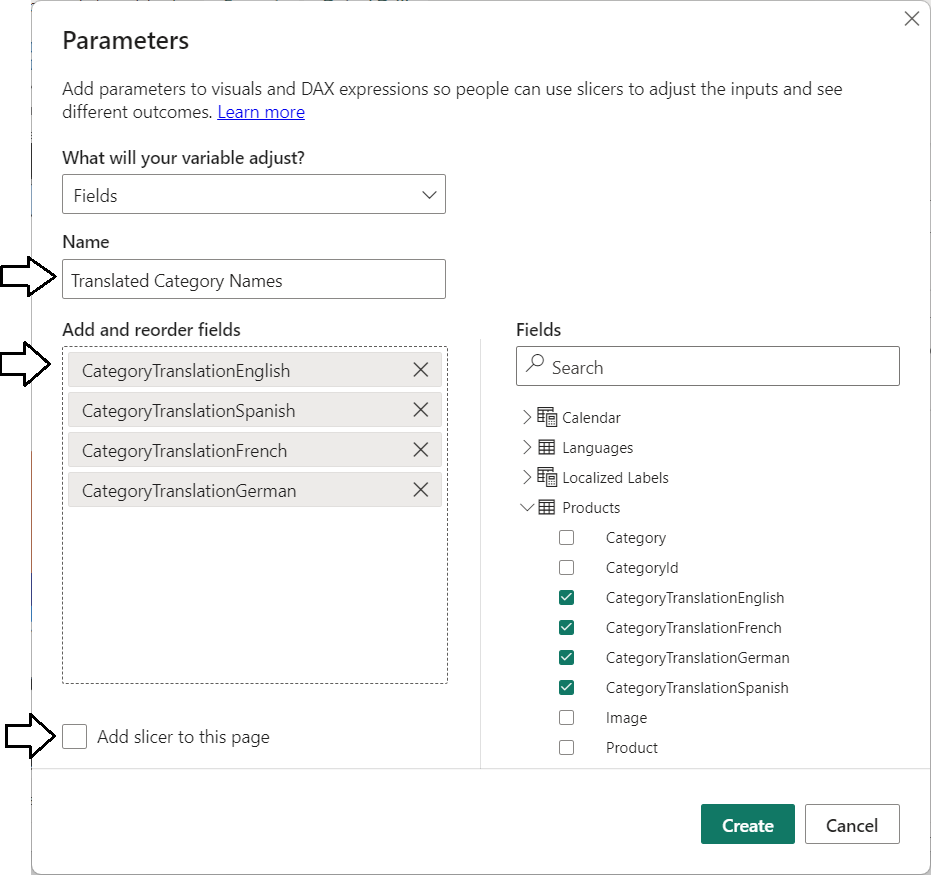 Parameters
Add parameters to visuals and DAX expressions so people can use slicers to adjust the inputs and see
different outcomes. Learn more
What will your variable adjust?
Fields
Name
Translated Category Names
Add and reorder fields
CategoryTranslationEnglish
CategoryTranslationSpanish
CategoryTranslationFrench
CategoryTranslationGerman
Add slicer to this page
Fields
Search
Calendar
Languages
Localized Labels
Products
Category
CategoryId
CategoryTranslationEnglish
CategoryTranslationFrench
CategoryTranslationGerman
CategoryTranslationSpanish
Image
Product
Create
Cancel